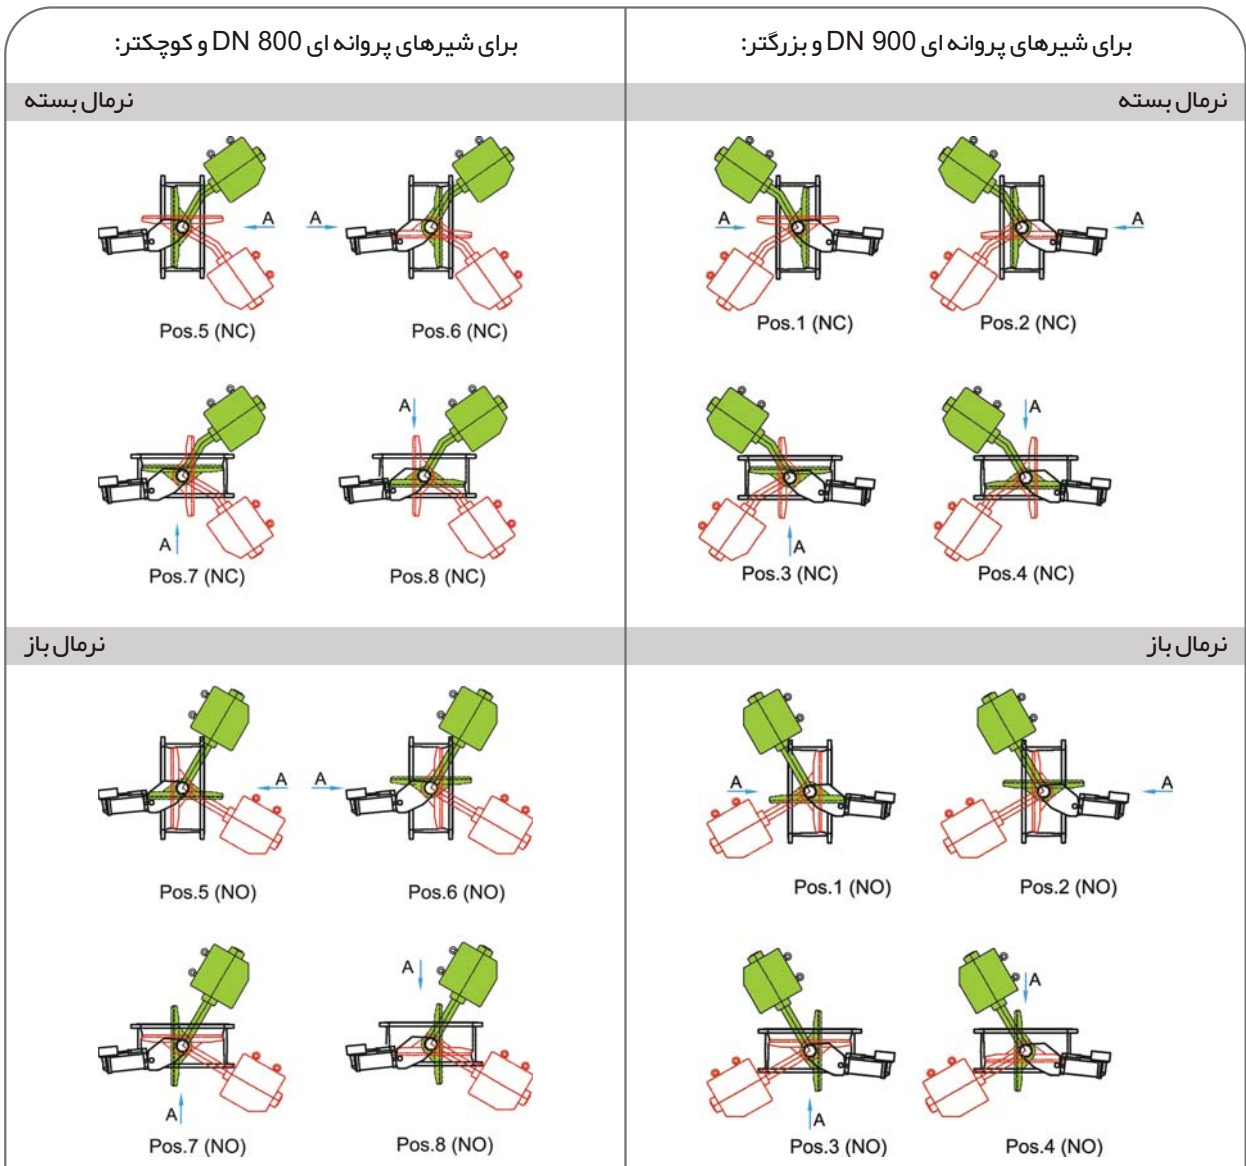 برای شیرهای پروانه ای DN 900 و بزرگتر:
نرمال بسته
A
A
Pos.1 (NC)
Pos.2 (NC)
A
A
Pos.3 (NC)
Pos.4 (NC)
نرمال باز
A
A
Pos.1 (NO)
Pos.2 (NO)
A
A
Pos.3 (NO)
Pos.4 (NO)
برای شیرهای پروانه ای DN 800 و کوچکتر:
نرمال بسته
A
A
Pos.5 (NC)
Pos.6 (NC)
A
A
Pos.7 (NC)
Pos.8 (NC)
نرمال باز
A
A
Pos.5 (NO)
Pos.6 (NO)
A
A
Pos.7 (NO)
Pos.8 (NO)